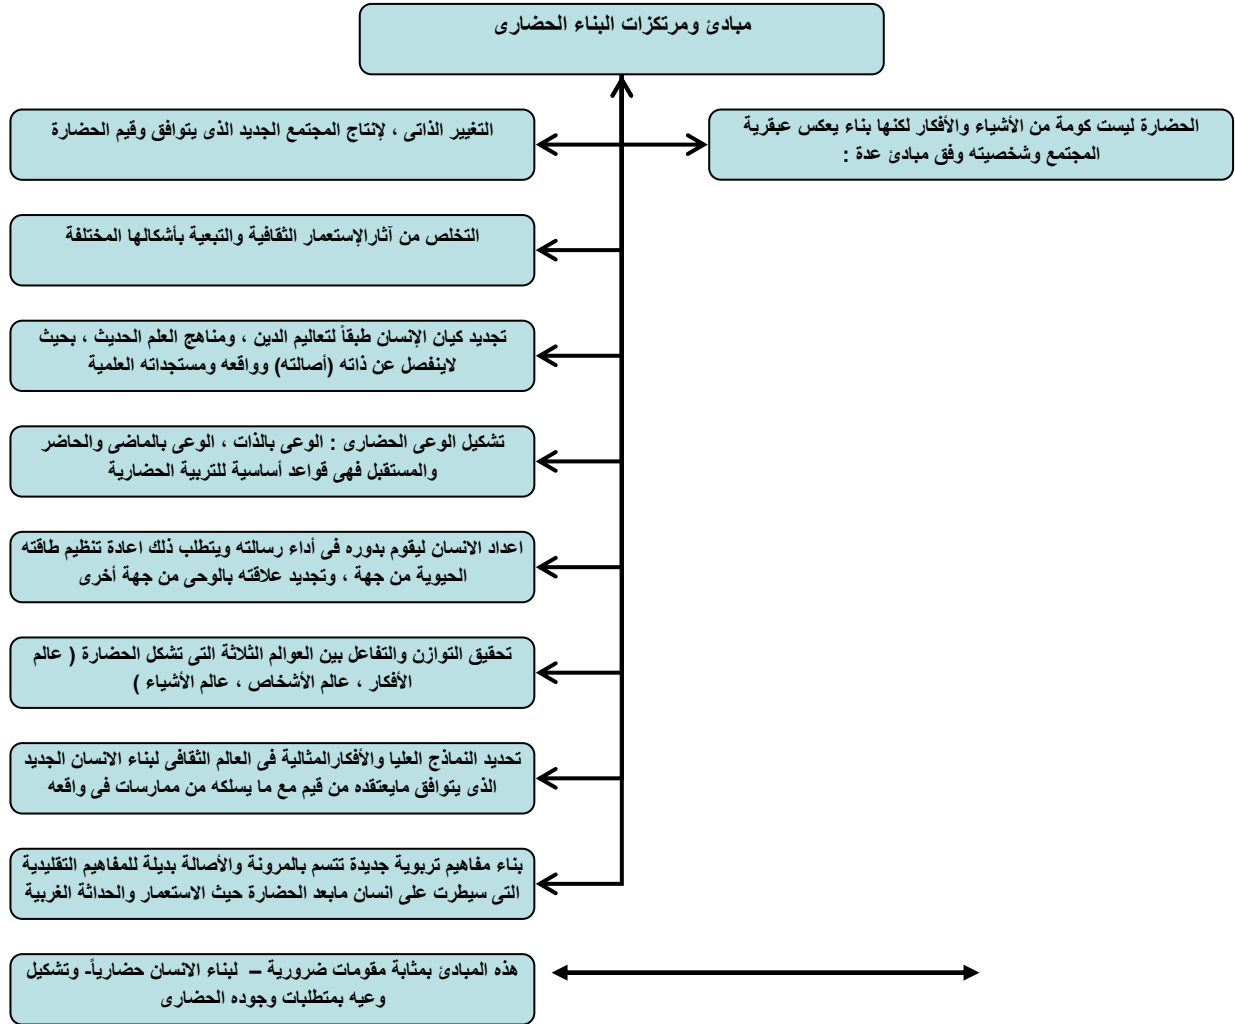 مبادئ ومرتكزات البناء الحضارى
الحضارة ليست كومة من الأشياء والأفكار لكنها بناء يعكس عبقرية
المجتمع وشخصيته وفق مبادئ عدة :
التغيير الذاتى ، لإنتاج المجتمع الجديد الذى يتوافق وقيم الحضارة
التخلص من آثارالإستعمار الثقافية والتبعية بأشكالها المختلفة
تجديد كيان الإنسان طبقاً لتعاليم الدين ، ومناهج العلم الحديث ، بحيث
لاينفصل عن ذاته (أصالته) وواقعه ومستجداته العلمية
تشكيل الوعى الحضارى : الوعى بالذات ، الوعى بالماضى والحاضر
والمستقبل فهى قواعد أساسية للتربية الحضارية
اعداد الانسان ليقوم بدوره فى أداء رسالته ويتطلب ذلك اعادة تنظيم طاقته
الحيوية من جهة ، وتجديد علاقته بالوحى من جهة أخرى
تحقيق التوازن والتفاعل بين العوالم الثلاثة التى تشكل الحضارة ( عالم
الأفكار ، عالم الأشخاص ، عالم الأشياء )
تحديد النماذج العليا والأفكارالمثالية فى العالم الثقافى لبناء الانسان الجديد
الذى يتوافق مايعتقده من قيم مع ما يسلكه من ممارسات فى واقعه
بناء مفاهيم تربوية جديدة تتسم بالمرونة والأصالة بديلة للمفاهيم التقليدية
التى سيطرت على انسان مابعد الحضارة حيث الاستعمار والحداثة الغربية
هذه المبادئ بمثابة مقومات ضرورية – لبناء الانسان حضارياً- وتشكيل
وعيه بمتطلبات وجوده الحضارى